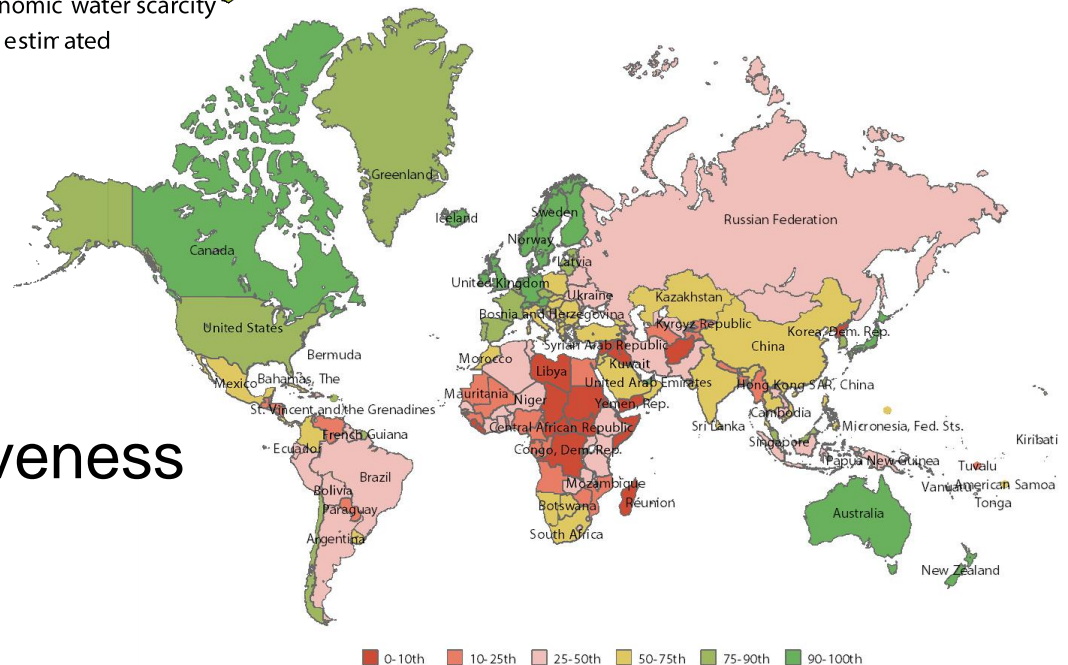 nomic water scarcity
estimated
Greenland
Iceland
Sweden
Norway
Russian Federation
Canada
Latvia
United Kingdom
Ukraine
Kazakhstan
Bosnia and Herzegovina
United States
Kyrgyz Republic
Korea, Dem. Rep.
Syrian Arab Republic
China
Bermuda
Morocco
Kuwait
Libya
Mexico
Bahamas, The
United Arab Emirates
Hong Kong SAR, China
Mauritania
Niger
Yemen, Rep.
St. Vincent and the Grenadines
Cambodia
Central African Republic
Sri Lanka
Micronesia, Fed. Sts.
French Guiana
Singapore
Kiribati
Ecuador
Congo, Dem. Rep.
veness
Papua New Guinea
Tuvalu
Brazil
Mozambique
Vanuatu
American Samoa
Bolivia
Réunion
Tonga
Paraguay
Botswana
Australia
Argentina
South Africa
New Zealand
0-10th 10-25th 25-50th 50-75th 75-90th 90-100th